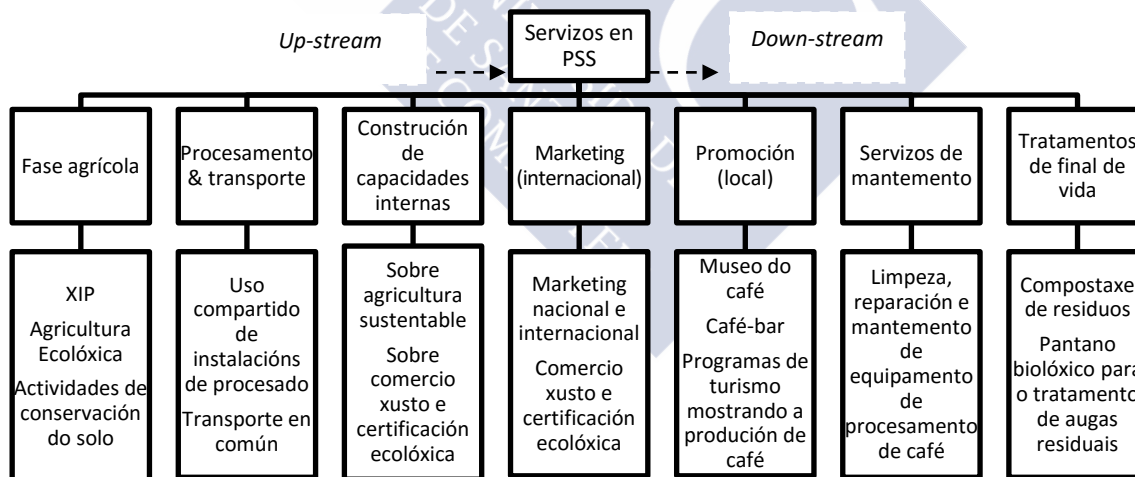 Up-stream
Servizos en
PSS
Down-stream
Fase agrícola
Procesamento
& transporte
Construción
de
capacidades
internas
Marketing
(internacional)
Promoción
(local)
Servizos de
mantemento
Tratamentos
de final de
vida
XIP
Agricultura
Ecolóxica
Actividades de
conservación
do solo
Uso
compartido
de
instalacións
de procesado
Transporte en
común
Sobre
agricultura
sustentable
Sobre
comercio
xusto e
certificación
ecolóxica
Marketing
nacional e
internacional
Comercio
xusto e
certificación
ecolóxica
Museo do
café
Café-bar
Programas de
turismo
mostrando a
produción de
café
Limpeza,
reparación e
mantemento
de
equipamento
de
procesamento
de café
Compostaxe
de residuos
Pantano
biolóxico para
o tratamento
de augas
residuais